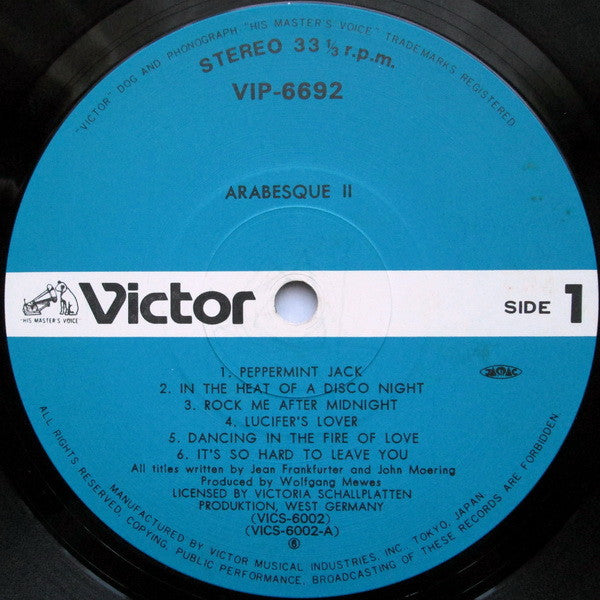 "VICTOR" DOG AND PHONOGRAPH "HIS MASTER'S VOICE" TRADEMARKS REGISTERED
STEREO 33 1/3 r.p.m.
VIP-6692
ARABESQUE II
"HIS MASTER'S VOICE"
Victor
SIDE 1
1. PEPPERMINT JACK
2. IN THE HEAT OF A DISCO NIGHT
3. ROCK ME AFTER MIDNIGHT
4. LUCIFER'S LOVER
5. DANCING IN THE FIRE OF LOVE
6. IT'S SO HARD TO LEAVE YOU
All titles written by Jean Frankfurter and John Moering
Produced by Wolfgang Mewes
LICENSED BY VICTORIA SCHALLPLATTEN
PRODUKTION, WEST GERMANY
(VICS-6002)
(VICS-6002-A)
6
MANUFACTURED BY VICTOR MUSICAL INDUSTRIES INC. TOKYO, JAPAN
ALL RIGHTS RESERVED, COPYING PUBLIC PERFORMANCE, BROADCASTING OF THESE RECORDS ARE FORBIDDEN.